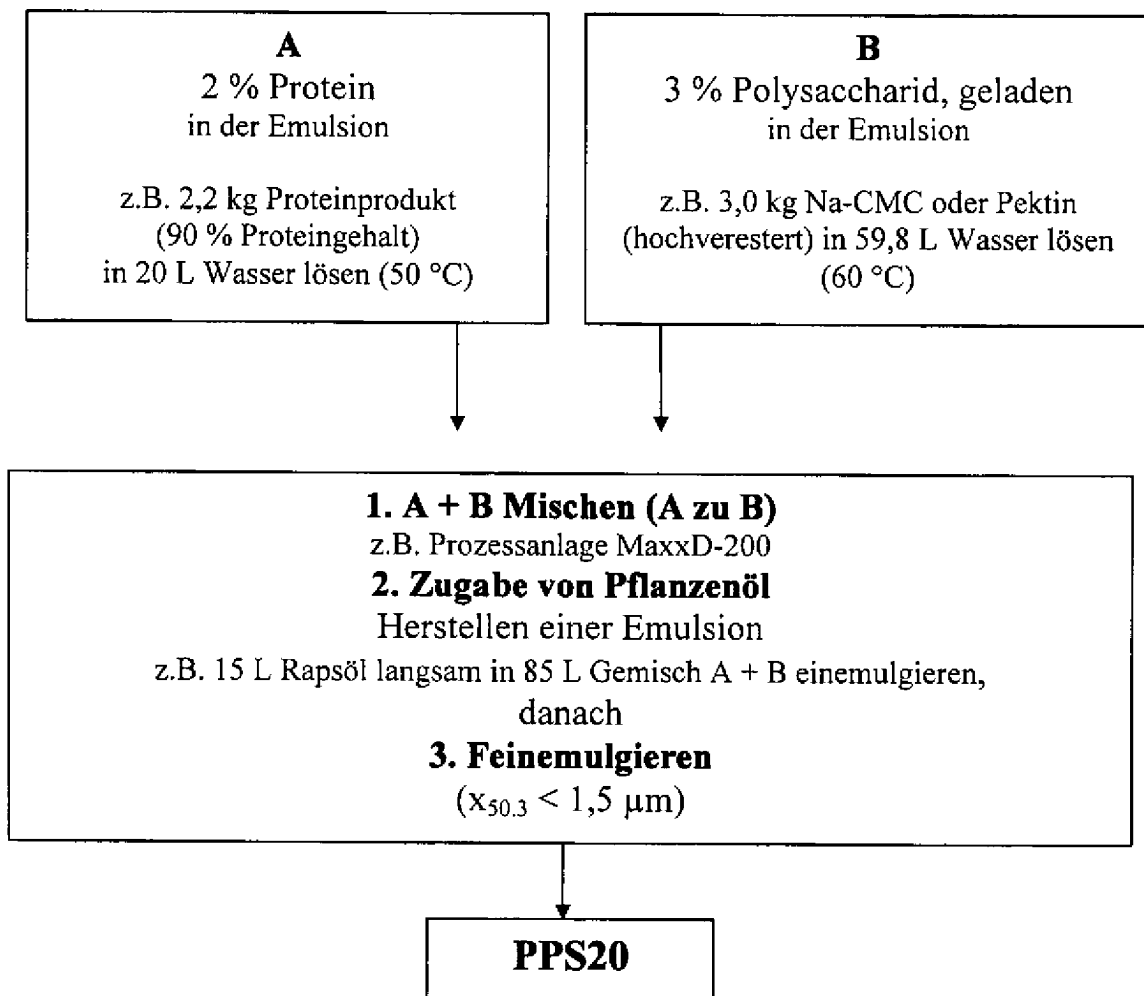 A
2 % Protein
in der Emulsion
z.B. 2,2 kg Proteinprodukt
(90 % Proteingehalt)
in 20 L Wasser lösen (50 °C)
B
3 % Polysaccharid, geladen
in der Emulsion
z.B. 3,0 kg Na-CMC oder Pektin
(hochverestert) in 59,8 L Wasser lösen
(60 °C)
1. A + B Mischen (A zu B)
z.B. Prozessanlage MaxxD-200
2. Zugabe von Pflanzenöl
Herstellen einer Emulsion
z.B. 15 L Rapsöl langsam in 85 L Gemisch A + B einemulgieren,
danach
3. Feinemulgieren
(x50.3 < 1,5 µm)
PPS20